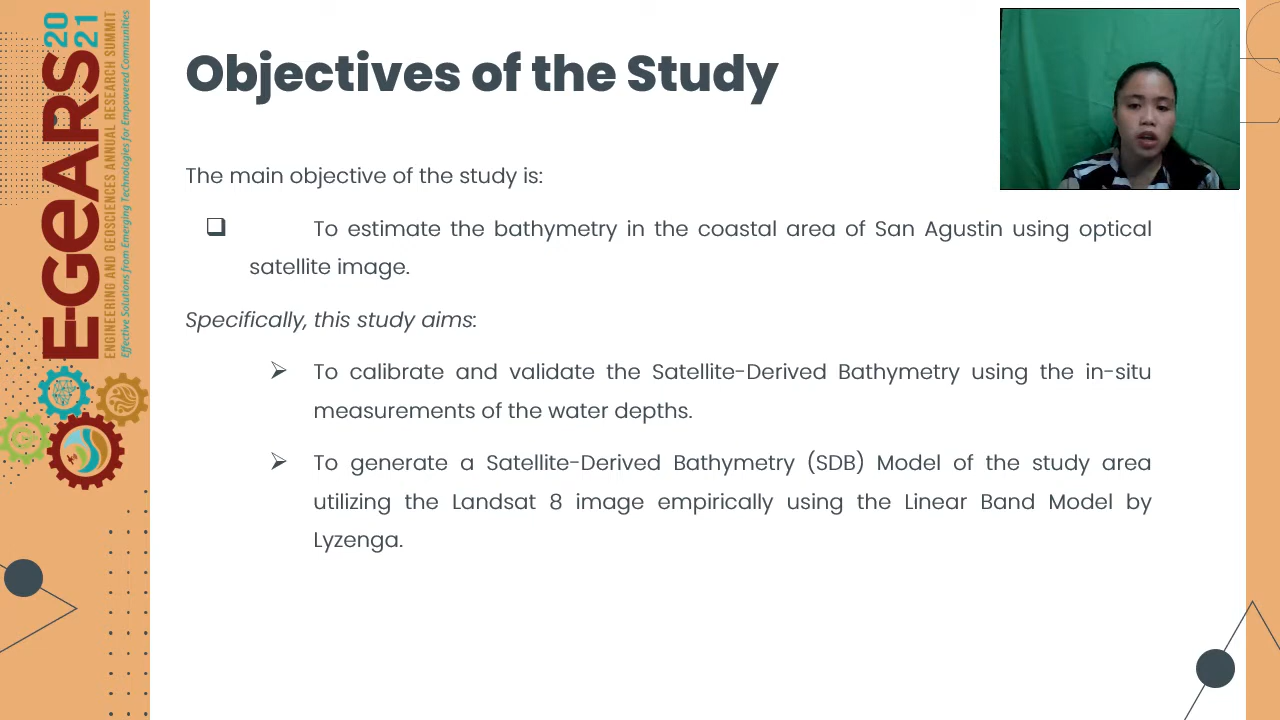 EGEARS
2021
ENGINEERING AND GEOSCIENCES ANNUAL RESEARCH SUMMIT
Effective Solutions from Emerging Technologies for Empowered Communities
Objectives of the Study
The main objective of the study is:
To estimate the bathymetry in the coastal area of San Agustin using optical
satellite image.
Specifically, this study aims:
To calibrate and validate the Satellite-Derived Bathymetry using the in-situ
measurements of the water depths.
To generate a Satellite-Derived Bathymetry (SDB) Model of the study area
utilizing the Landsat 8 image empirically using the Linear Band Model by
Lyzenga.